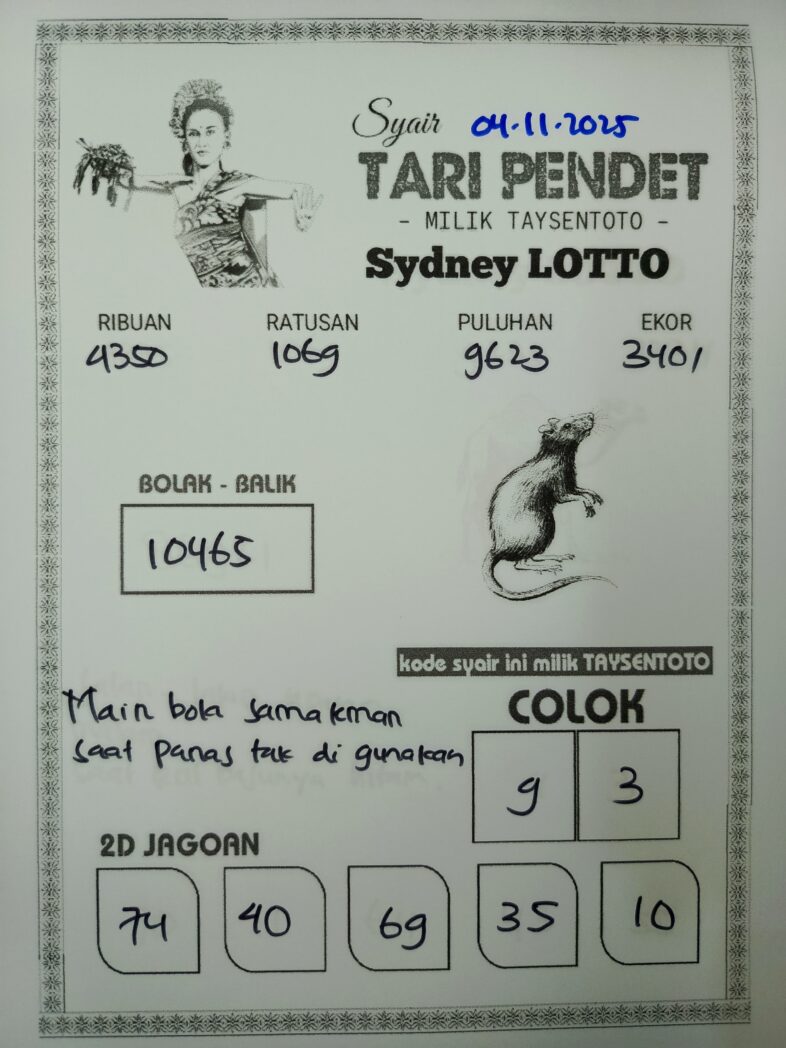 Syair 04.11.2025
TARI PENDET
- MILIK TAYSENTOTO -
Sydney LOTTO
RIBUAN RATUSAN PULUHAN EKOR
4350 1069 9623 3401
BOLAK - BALIK
10465
kode syair ini milik TAYSENTOTO
Main bola sama kman
saat panas tak di gunakan
COLOK
9 3
2D JAGOAN
74 40 69 35 10